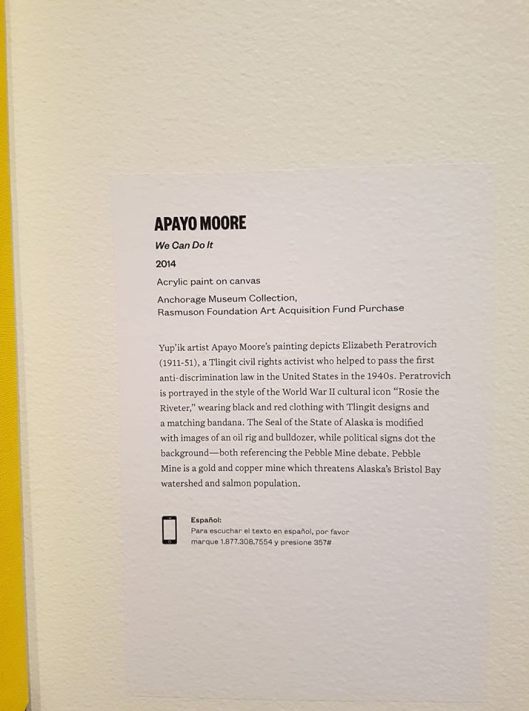 APAYO MOORE
We Can Do It
2014
Acrylic paint on canvas
Anchorage Museum Collection,
Rasmuson Foundation Art Acquisition Fund Purchase
Yup'ik artist Apayo Moore's painting depicts Elizabeth Peratrovich
(1911-51), a Tlingit civil rights activist who helped to pass the first
anti-discrimination law in the United States in the 1940s. Peratrovich
is portrayed in the style of the World War II cultural icon “Rosie the
Riveter,” wearing black and red clothing with Tlingit designs and
a matching bandana. The Seal of the State of Alaska is modified
with images of an oil rig and bulldozer, while political signs dot the
background—both referencing the Pebble Mine debate. Pebble
Mine is a gold and copper mine which threatens Alaska's Bristol Bay
watershed and salmon population.
Español:
Para escuchar el texto en español, por favor
marque 1.877.308.7554 y presione 357#